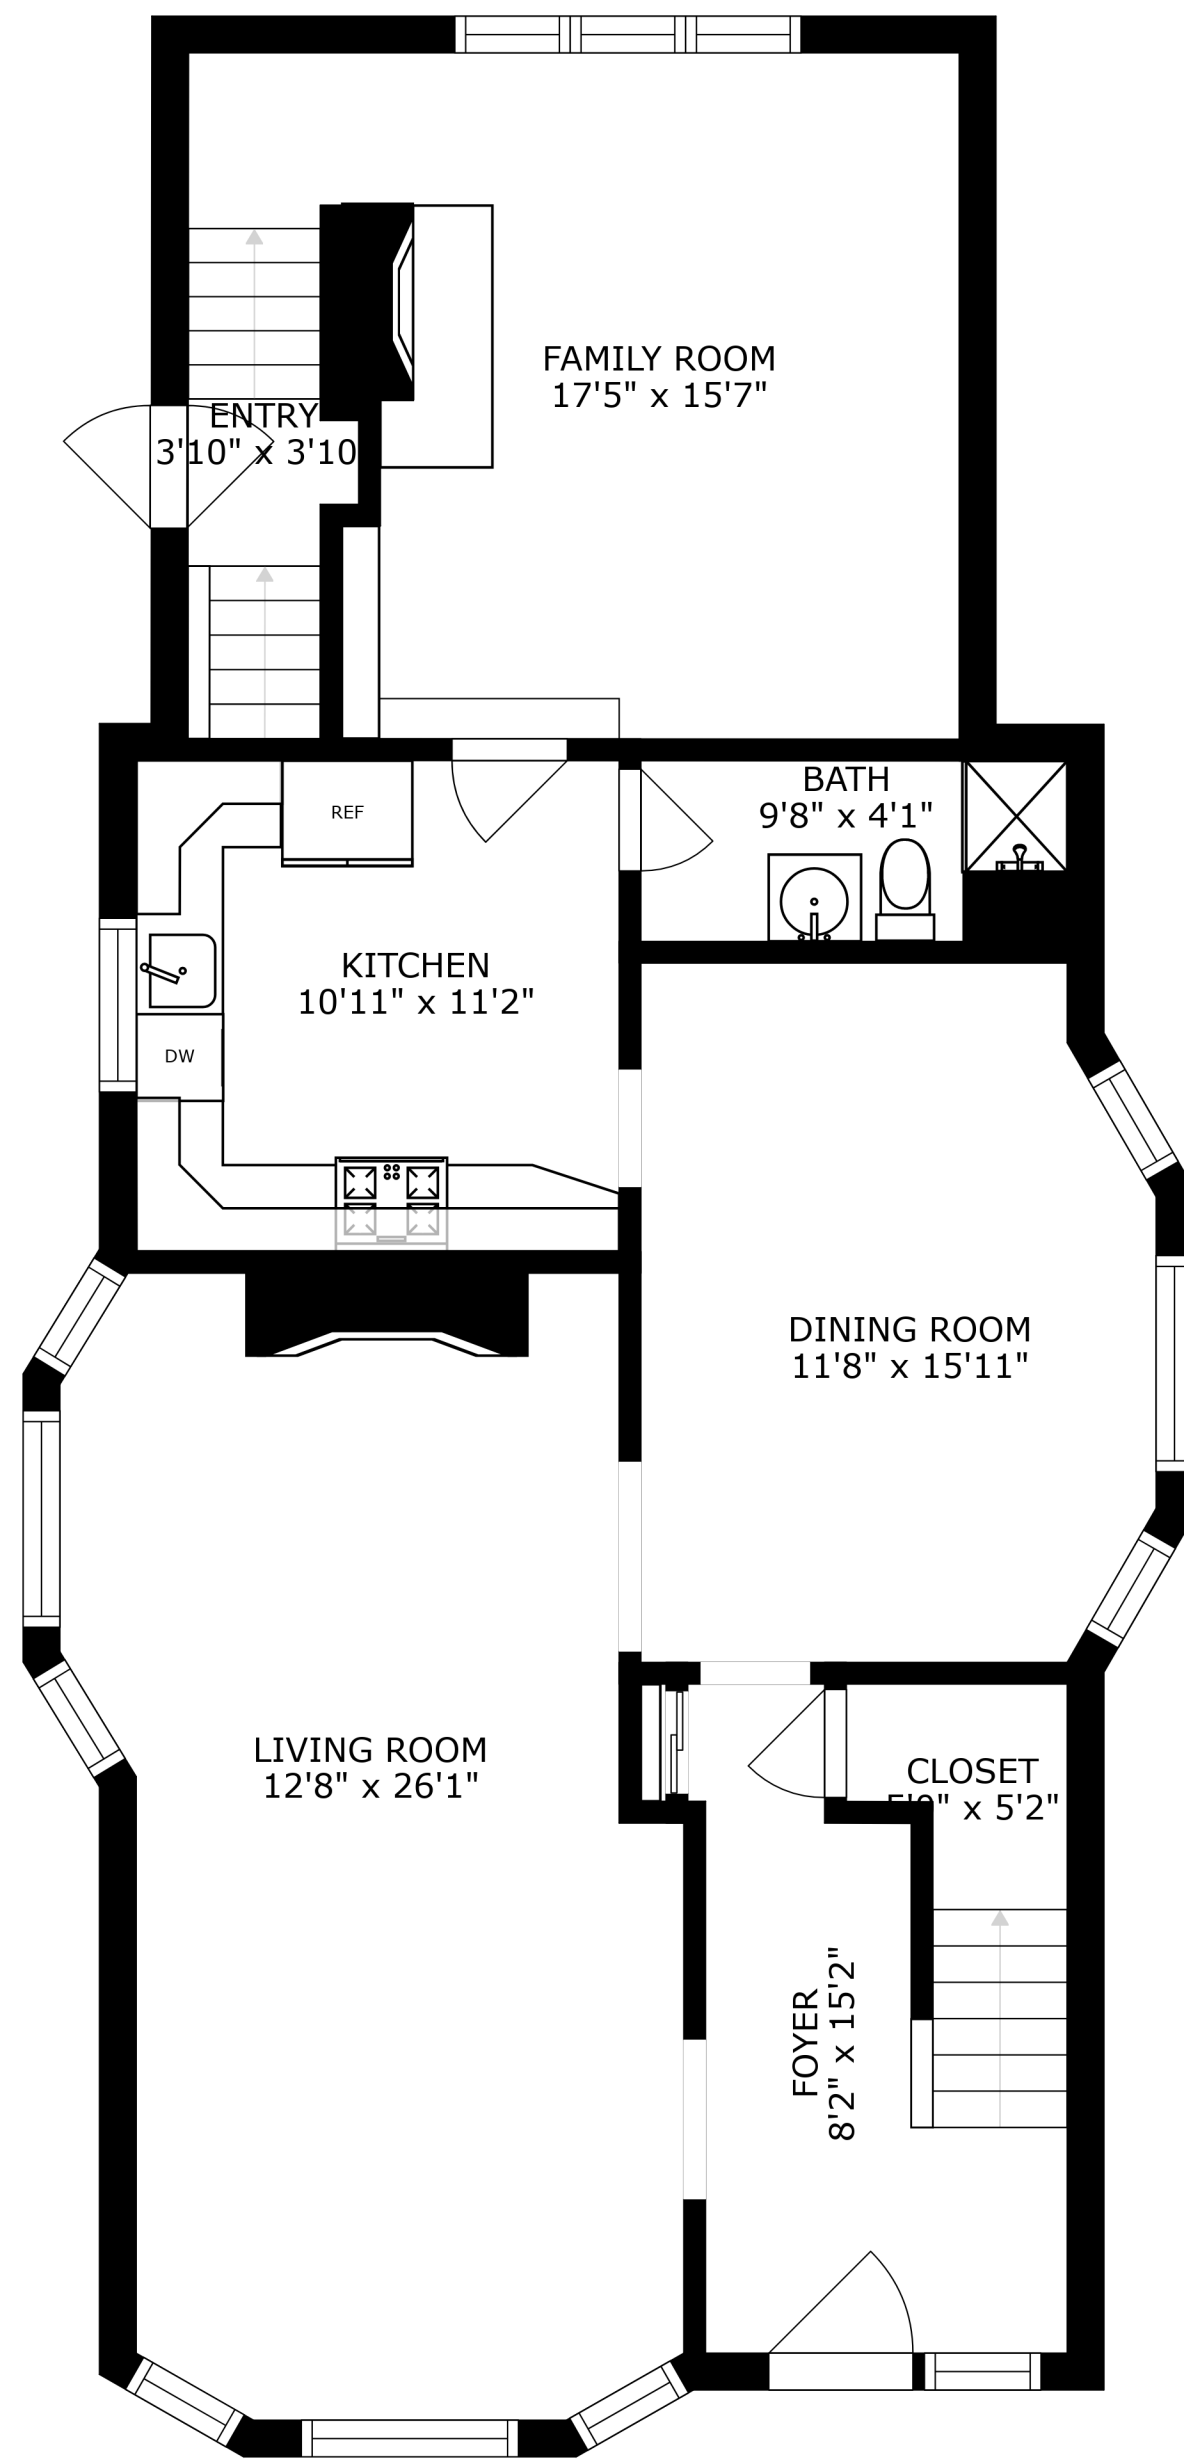 FAMILY ROOM
17'5" x 15'7"
ENTRY
3'10" x 3'10
BATH
9'8" x 4'1"
REF
KITCHEN
10'11" x 11'2"
DW
DINING ROOM
11'8" x 15'11"
LIVING ROOM
12'8" x 26'1"
CLOSET
x 5'2"
FOYER
8'2" x 15'2"